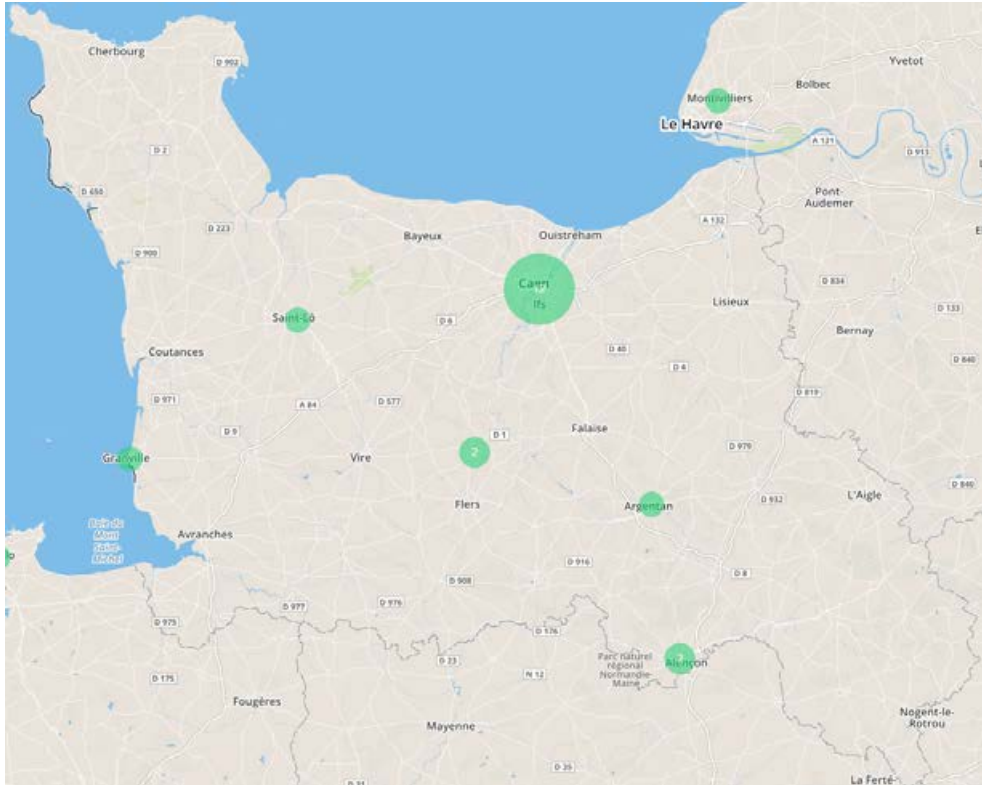 Cherbourg
D 902
Yvetot
Bolbec
Montivilliers
Le Havre
A 131
D 913
D 2
D 650
Pont-
Audemer
A 132
D 223
Bayeux
Ouistreham
D 900
Caen
Ifs
D 834
Lisieux
D 133
Saint-Lô
D 6
Bernay
Coutances
D 40
D 840
D 6
D 819
D 971
A 84
D 577
D 9
D 1
Falaise
D 979
Granville
Vire
2
D 840
L'Aigle
D 932
Flers
Argentan
Baie du
Mont
Saint-
Michel
Avranches
D 916
D 8
D 908
D 976
D 977
D 975
D 176
Parc naturel
régional
Normandie-
Maine
2
Alençon
D 23
N 12
D 175
Fougères
Mayenne
Nogent-le-
Rotrou
D 35
La Ferté-